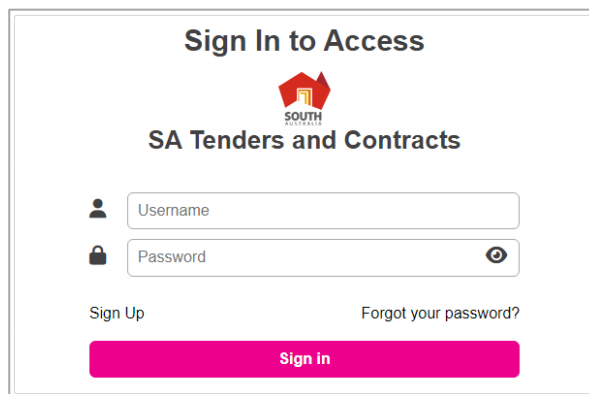 Sign In to Access
SOUTH
AUSTRALIA
SA Tenders and Contracts
Username
Password
Sign Up Forgot your password?
Sign in